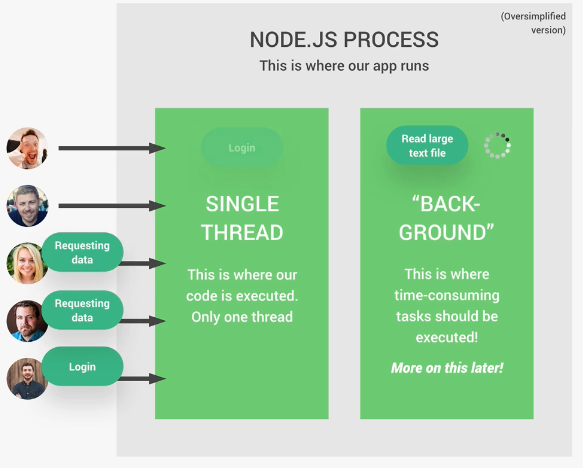 (Oversimplified
version)
NODE.JS PROCESS
This is where our app runs
Login
Read large
text file
SINGLE
THREAD
“BACK-
GROUND”
Requesting
data
This is where our
code is executed.
Only one thread
This is where
time-consuming
tasks should be
executed!
Requesting
data
Login
More on this later!